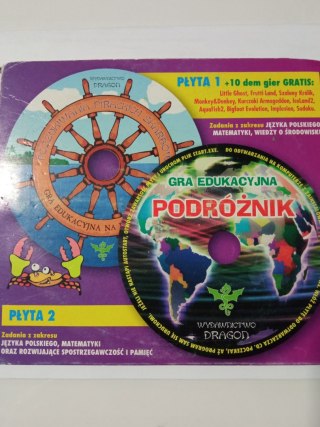 PŁYTA 1 +10 dem gier GRATIS:
Little Ghost, Frutti Land, Szalony Królik,
Monkey&Donkey, Kurczaki Armageddon, IceLand2,
AquaFish2, Bigfoot Evolution, Implosion, Sudoku.
Zadania z zakresu JĘZYKA POLSKIEGO,
MATEMATYKI, WIEDZY O ŚRODOWISKU
WYDAWNICTWO
DRAGON
GRA EDUKACYJNA NA
GRA EDUKACYJNA
PODRÓŻNIK
WYDAWNICTWO
DRAGON
PŁYTA 2
Zadania z zakresu
JĘZYKA POLSKIEGO, MATEMATYKI
ORAZ ROZWIJAJĄCE SPOSTRZEGAWCZOŚĆ I PAMIĘĆ